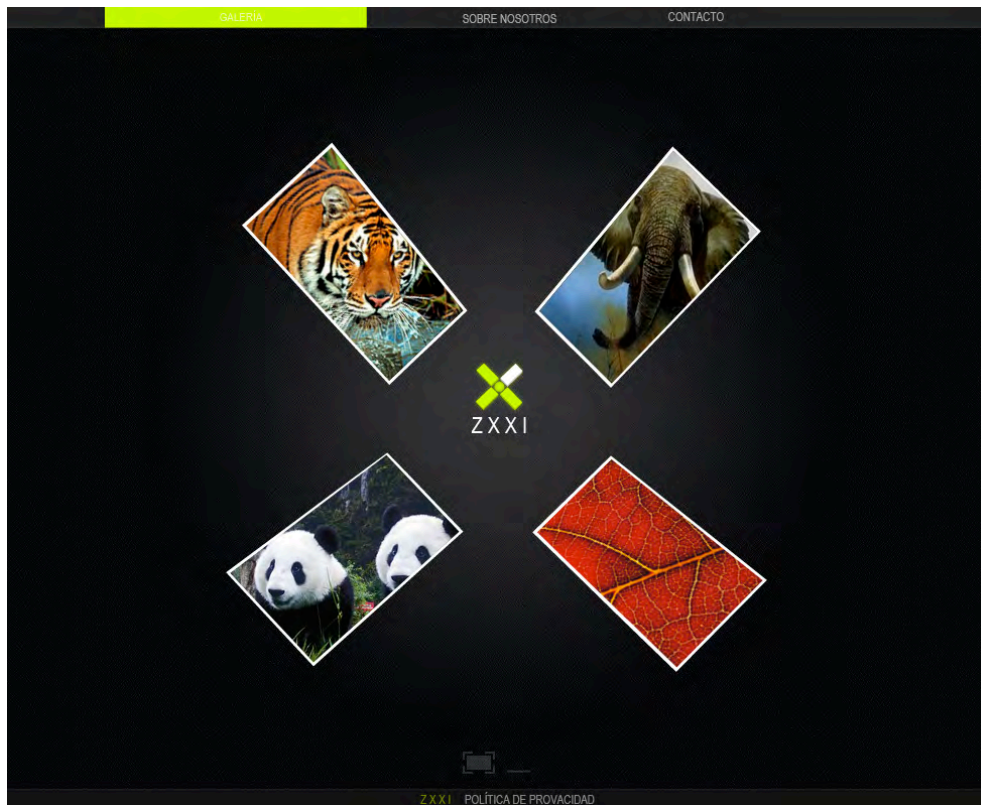 GALERÍA SOBRE NOSOTROS CONTACTO
ZXXI
ZXXI POLÍTICA DE PROVACIDAD